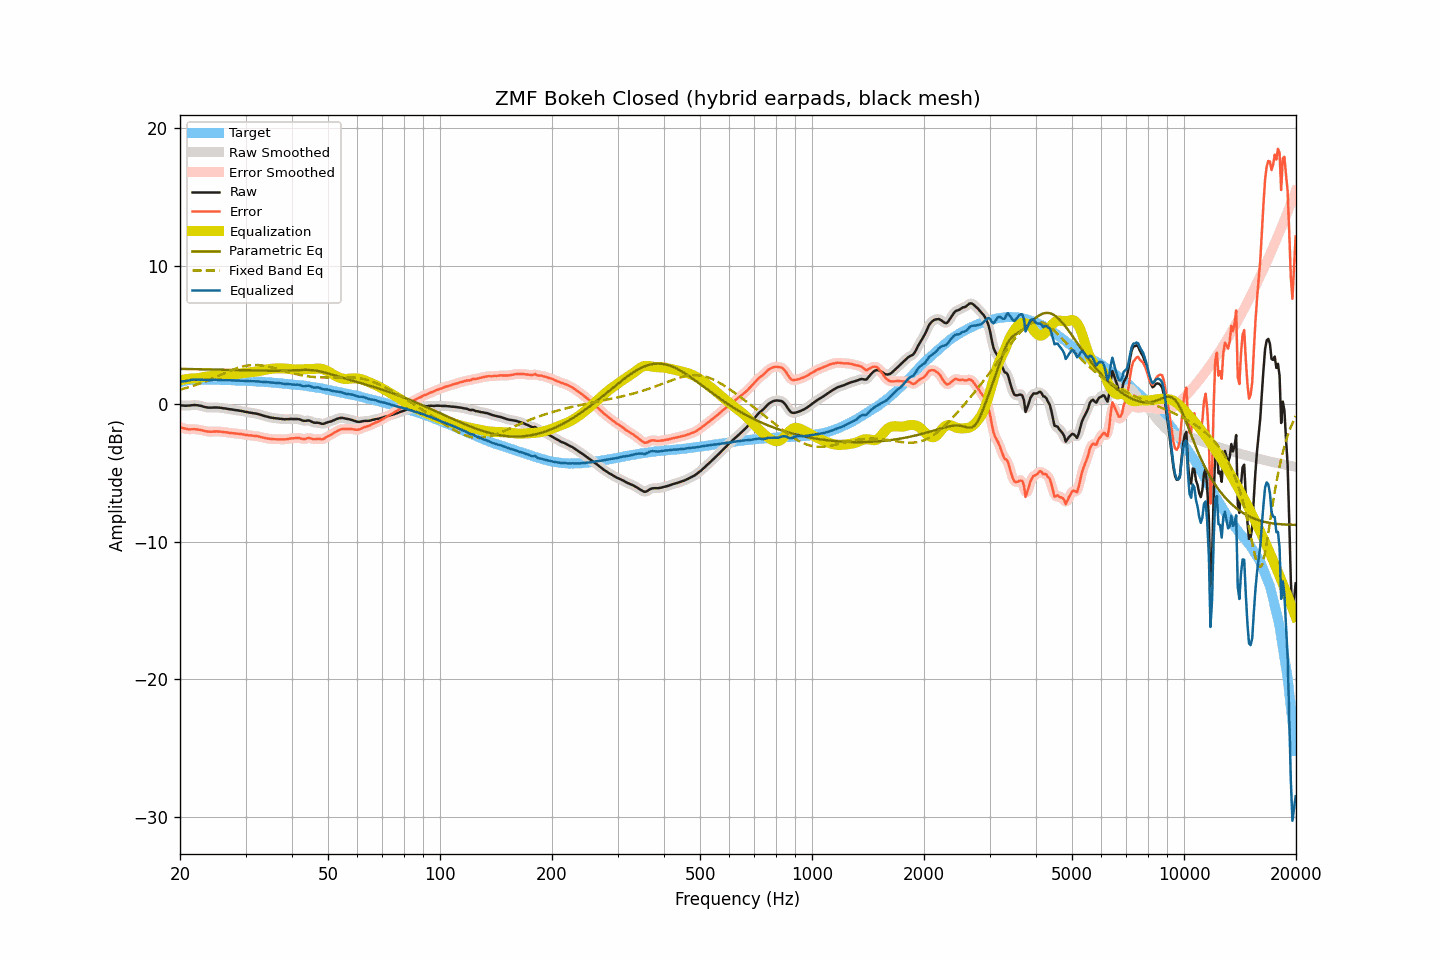 ZMF Bokeh Closed (hybrid earpads, black mesh)
Target
Raw Smoothed
Error Smoothed
Raw
Error
Equalization
Parametric Eq
Fixed Band Eq
Equalized
Amplitude (dBr)
20
10
0
−10
−20
−30
20 50 100 200 500 1000 2000 5000 10000 20000
Frequency (Hz)